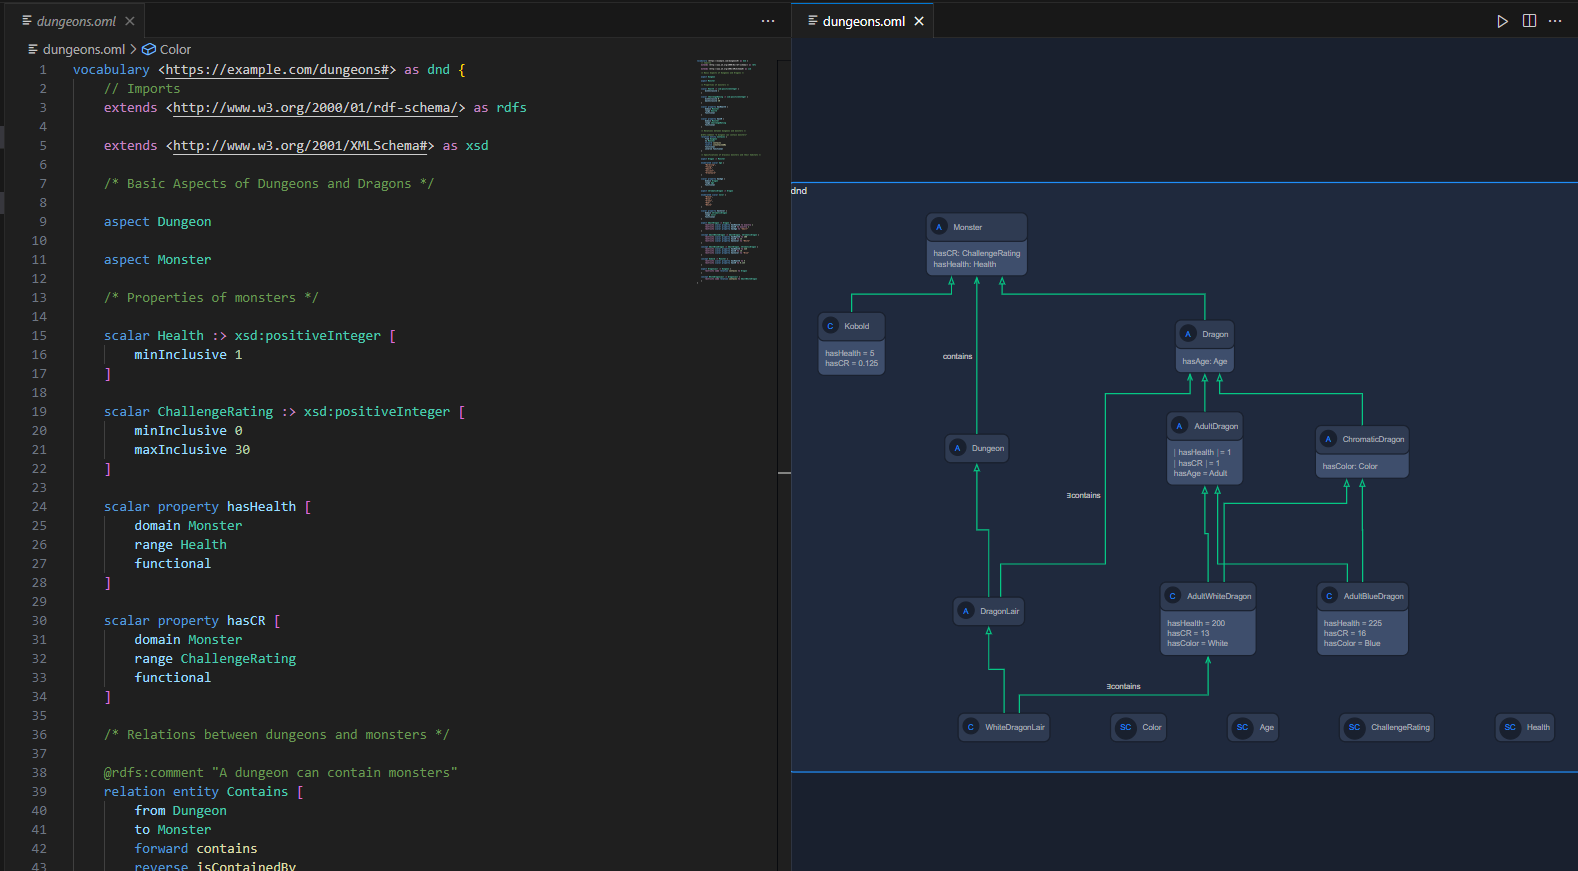 dungeons.oml
dungeons.oml > Color
1 vocabulary <https://example.com/dungeons#> as dnd {
2 // Imports
3 extends <http://www.w3.org/2000/01/rdf-schema/> as rdfs
4
5 extends <http://www.w3.org/2001/XMLSchema#> as xsd
6
7 /* Basic Aspects of Dungeons and Dragons */
8
9 aspect Dungeon
10
11 aspect Monster
12
13 /* Properties of monsters */
14
15 scalar Health :> xsd:positiveInteger [
16 minInclusive 1
17 ]
18
19 scalar ChallengeRating :> xsd:positiveInteger [
20 minInclusive 0
21 maxInclusive 30
22 ]
23
24 scalar property hasHealth [
25 domain Monster
26 range Health
27 functional
28 ]
29
30 scalar property hasCR [
31 domain Monster
32 range ChallengeRating
33 functional
34 ]
35
36 /* Relations between dungeons and monsters */
37
38 @rdfs:comment "A dungeon can contain monsters"
39 relation entity Contains [
40 from Dungeon
41 to Monster
42 forward contains
43 reverse isContainedBy
dungeons.oml
dnd
A Monster
hasCR: ChallengeRating
hasHealth: Health
C Kobold
hasHealth = 5
hasCR = 0.125
A Dragon
hasAge: Age
contains
A AdultDragon
| hasHealth | = 1
| hasCR | = 1
hasAge = Adult
A ChromaticDragon
hasColor: Color
A Dungeon
∃contains
A DragonLair
C AdultWhiteDragon
hasHealth = 200
hasCR = 13
hasColor = White
C AdultBlueDragon
hasHealth = 225
hasCR = 16
hasColor = Blue
∃contains
C WhiteDragonLair
SC Color
SC Age
SC ChallengeRating
SC Health